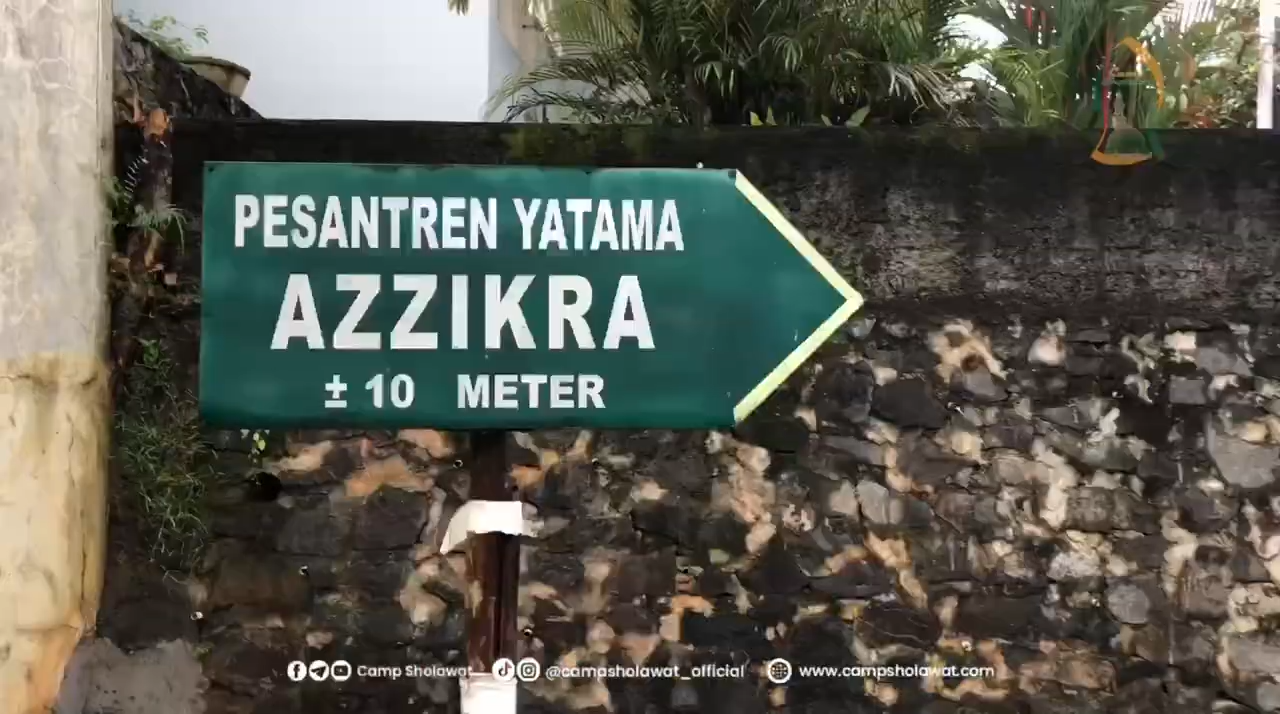 PESANTREN YATAMA
AZZIKRA
± 10 METER
Camp Sholawat @camasholawat_official www.campsholawat.com